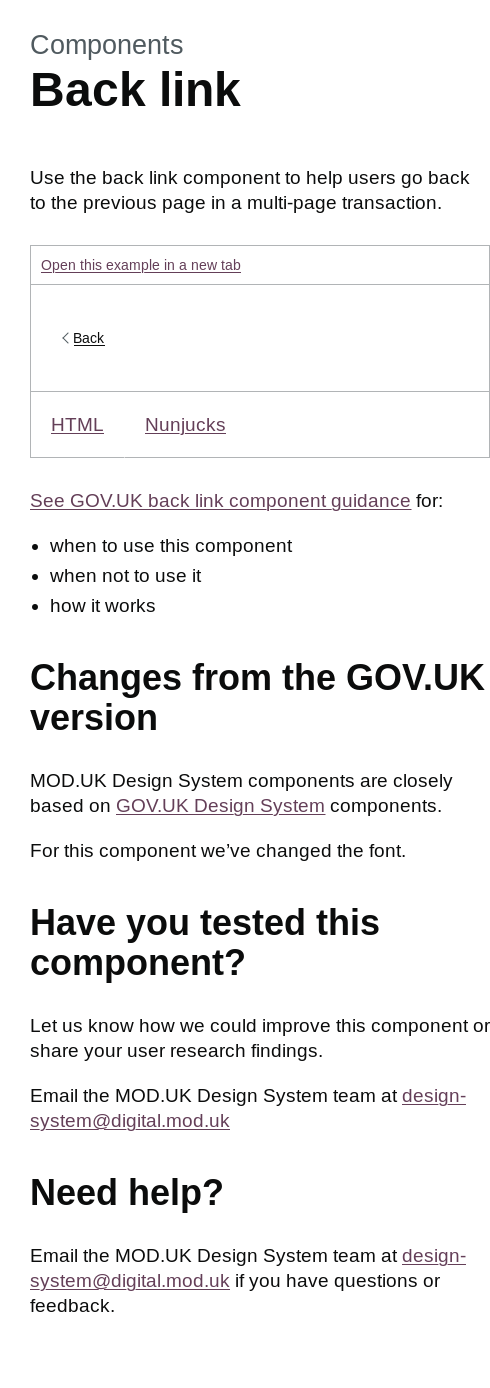 Components
Back link
Use the back link component to help users go back
to the previous page in a multi-page transaction.
Open this example in a new tab
Back
HTML Nunjucks
See GOV.UK back link component guidance for:
• when to use this component
• when not to use it
• how it works
Changes from the GOV.UK
version
MOD.UK Design System components are closely
based on GOV.UK Design System components.
For this component we’ve changed the font.
Have you tested this
component?
Let us know how we could improve this component or
share your user research findings.
Email the MOD.UK Design System team at design-
system@digital.mod.uk
Need help?
Email the MOD.UK Design System team at design-
system@digital.mod.uk if you have questions or
feedback.